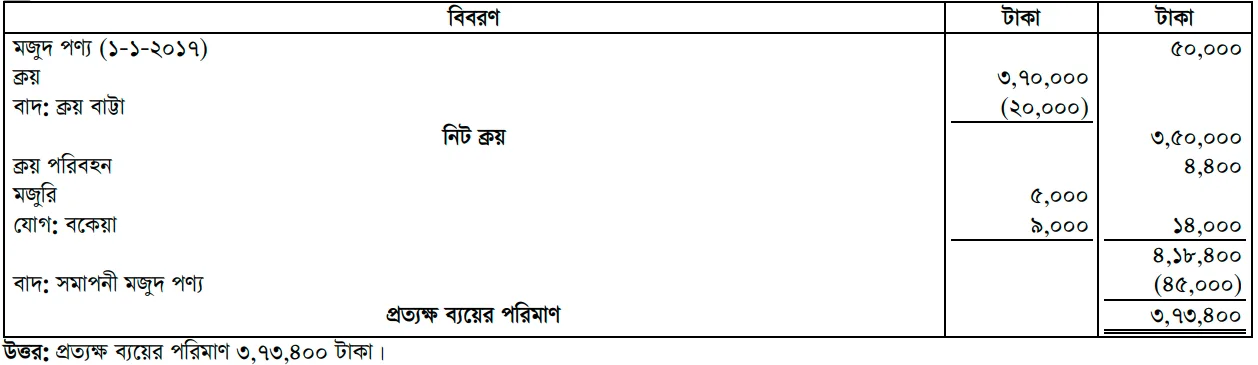 বিবরণ টাকা টাকা
মজুদ পণ্য (১-১-২০১৭) ৫০,০০০
ক্রয় ৩,৭০,০০০
বাদ: ক্রয় বাট্টা (২০,০০০)
নিট ক্রয় ৩,৫০,০০০
ক্রয় পরিবহন ৪,৪০০
মজুরি ৫,০০০
যোগ: বকেয়া ৯,০০০ ১৪,০০০
৪,১৮,৪০০
বাদ: সমাপনী মজুদ পণ্য (৪৫,০০০)
প্রত্যক্ষ ব্যয়ের পরিমাণ ৩,৭৩,৪০০
উত্তর: প্রত্যক্ষ ব্যয়ের পরিমাণ ৩,৭৩,৪০০ টাকা।